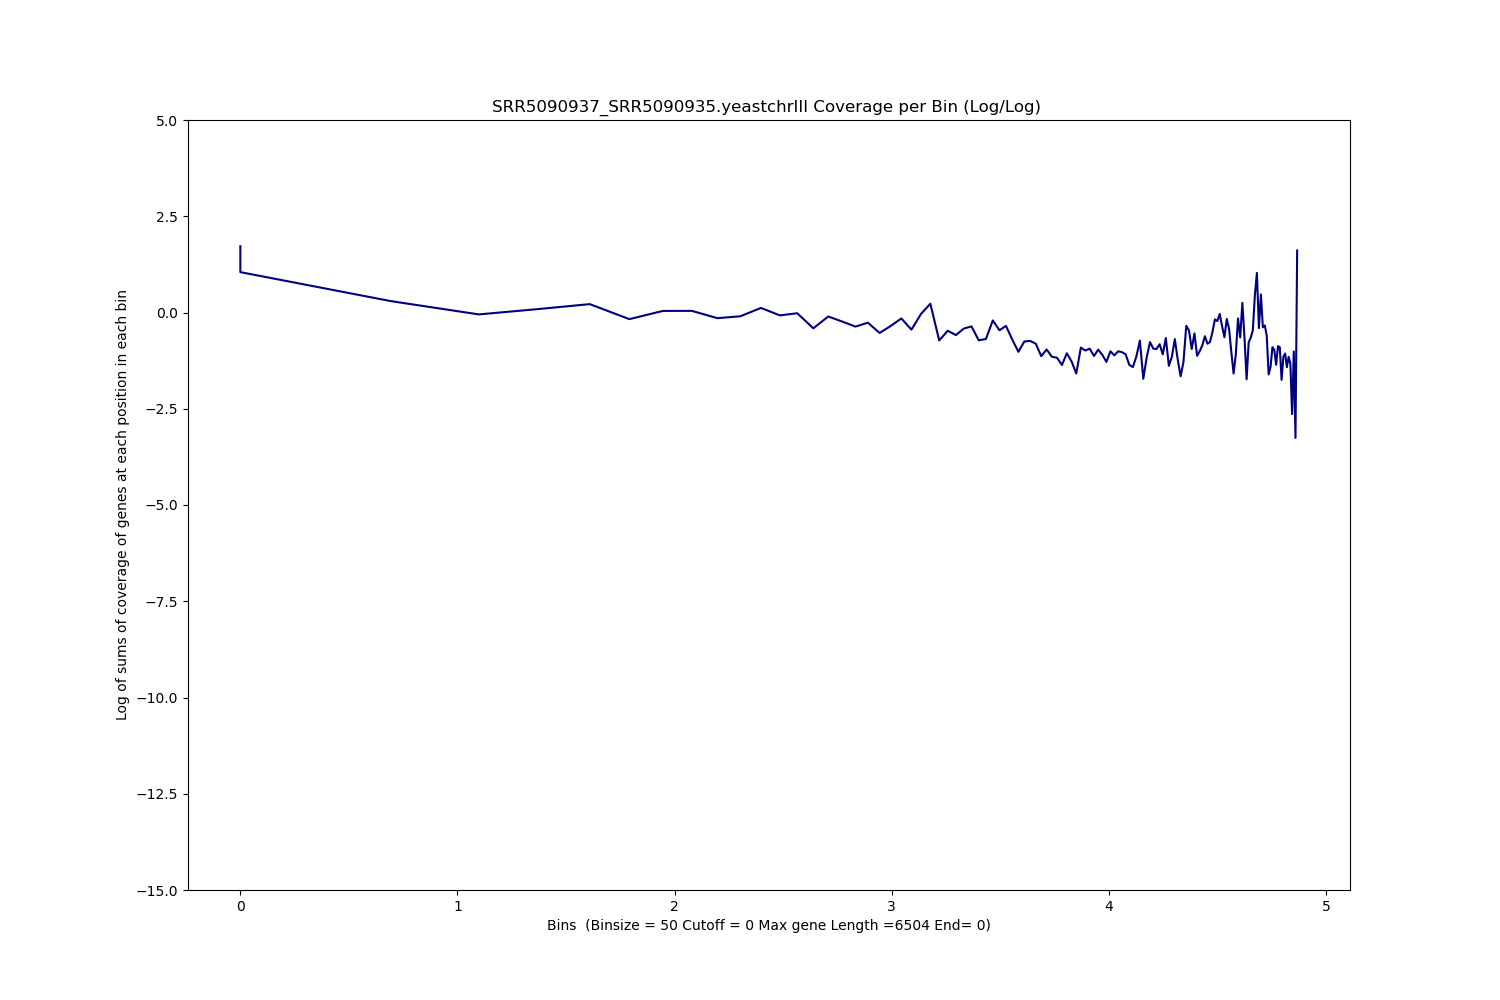 SRR5090937_SRR5090935.yeastchrIII Coverage per Bin (Log/Log)
5.0
2.5
0.0
−2.5
−5.0
−7.5
−10.0
−12.5
−15.0
Log of sums of coverage of genes at each position in each bin
0 1 2 3 4 5
Bins  (Binsize = 50 Cutoff = 0 Max gene Length =6504 End= 0)